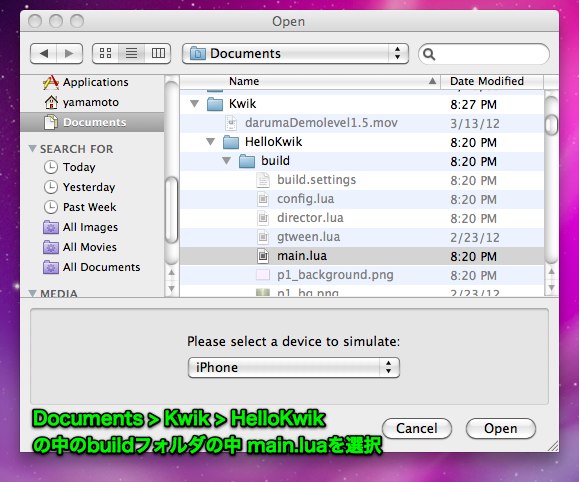 Open
Documents
Name
Date Modified
Applications
yamamoto
Documents
SEARCH FOR
Today
Yesterday
Past Week
All Images
All Movies
All Documents
MEDIA
Kwik 8:27 PM
darumaDemolevel1.5.mov 3/13/12
HelloKwik 8:20 PM
build 8:20 PM
build.settings 8:20 PM
config.lua 8:20 PM
director.lua 8:20 PM
gtween.lua 2/23/12
main.lua 8:20 PM
p1_background.png 8:20 PM
p1_bg.png 2/23/12
Please select a device to simulate:
iPhone
Documents > Kwik > HelloKwik
の中のbuildフォルダの中 main.luaを選択
Cancel
Open